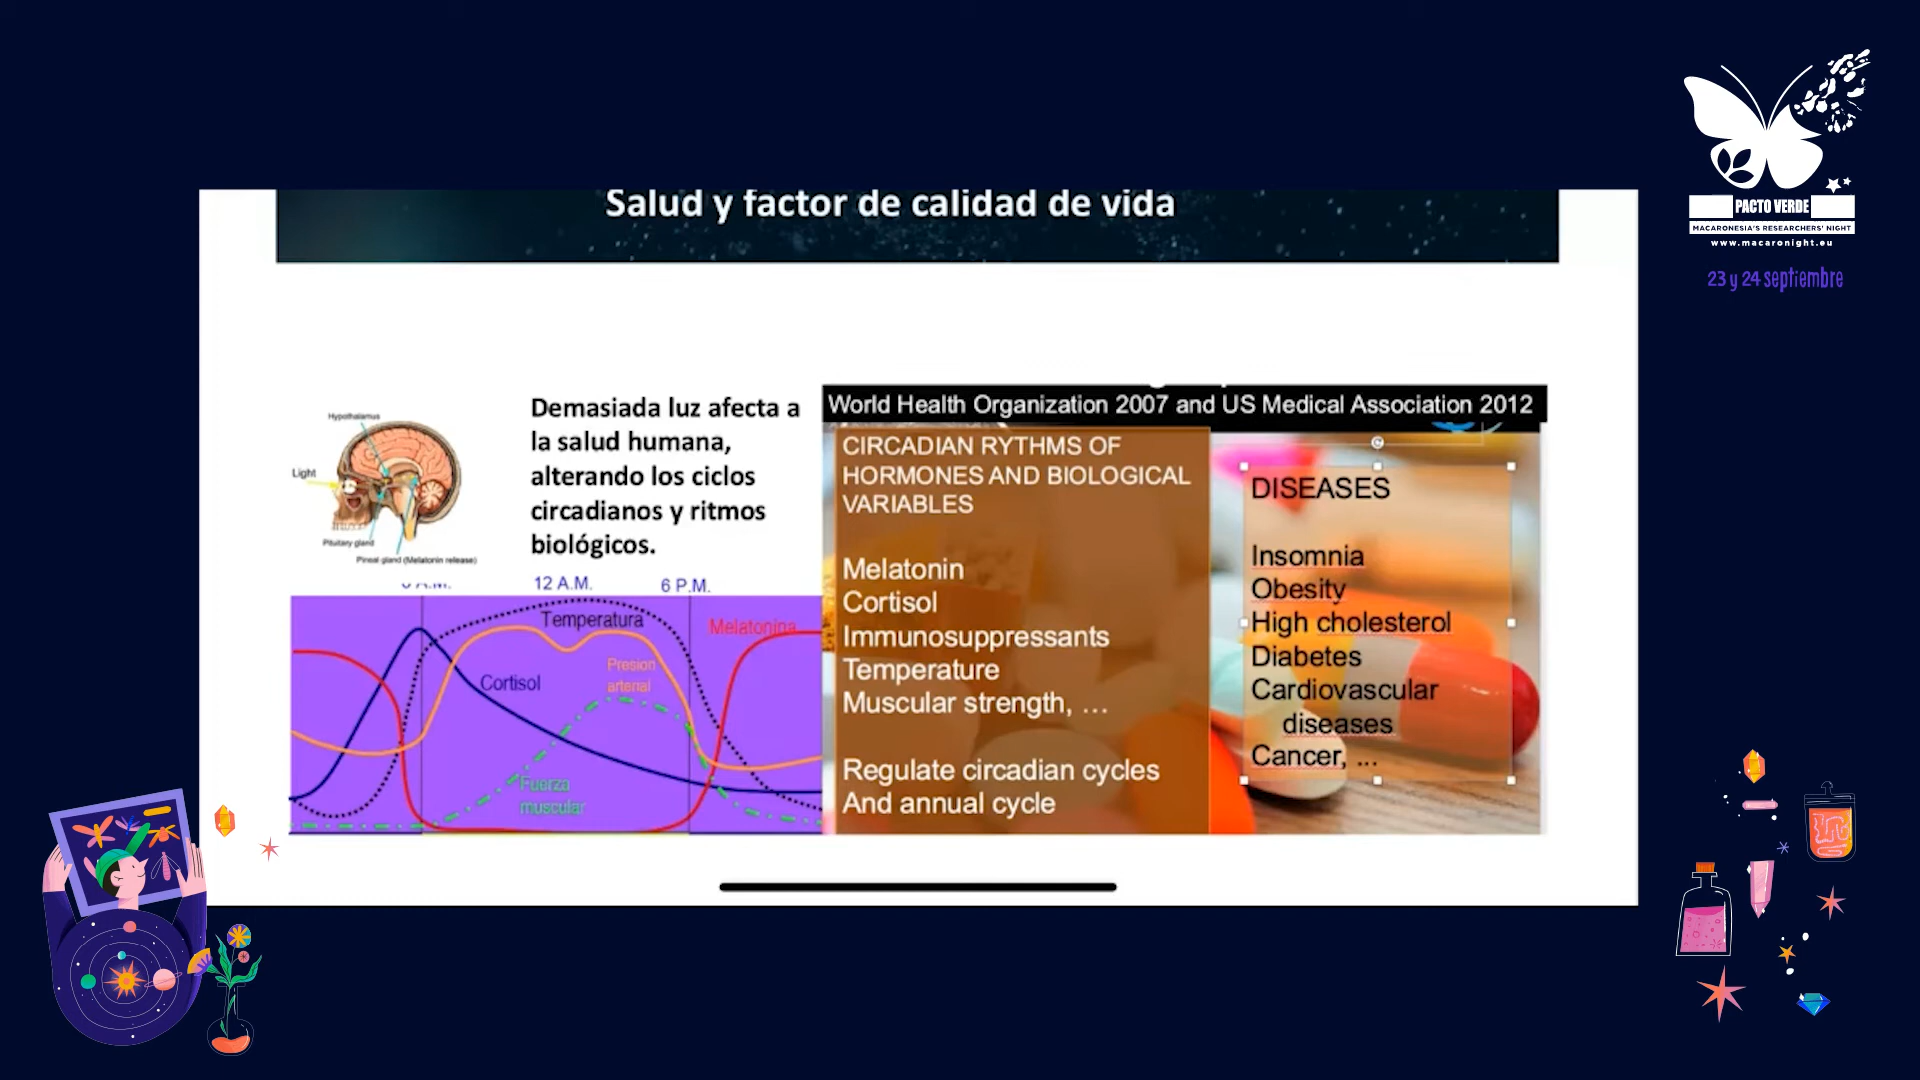 Salud y factor de calidad de vida
PACTO VERDE
MACARONESIA'S RESEARCHERS' NIGHT
www.macaronight.eu
23 y 24 septiembre
Hypothalamus
Light
Pituitary gland
Pineal gland (Melatonin release)
Demasiada luz afecta a
la salud humana,
alterando los ciclos
circadianos y ritmos
biológicos.
12 A.M.
6 P.M.
Temperatura
Melatonina
Presion
arterial
Cortisol
Fuerza
muscular
World Health Organization 2007 and US Medical Association 2012
CIRCADIAN RYTHMS OF
HORMONES AND BIOLOGICAL
VARIABLES
Melatonin
Cortisol
Immunosuppressants
Temperature
Muscular strength, ...
Regulate circadian cycles
And annual cycle
DISEASES
Insomnia
Obesity
High cholesterol
Diabetes
Cardiovascular
diseases
Cancer, ...